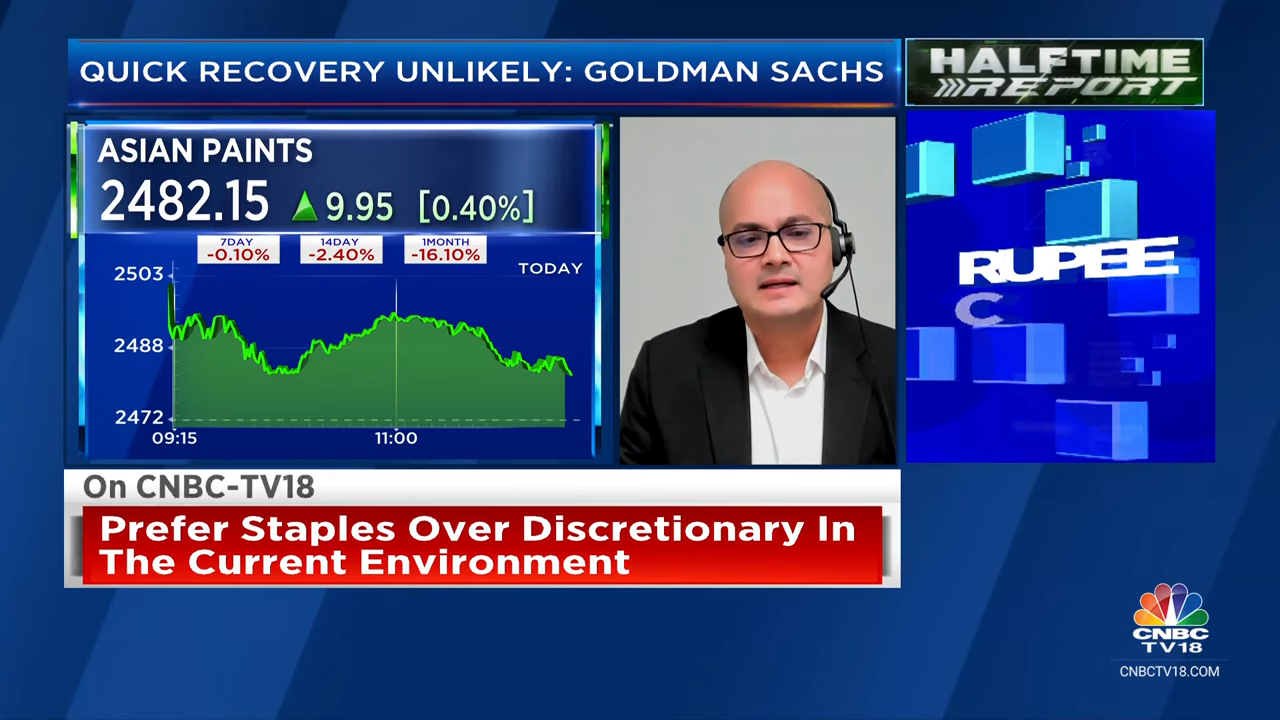 QUICK RECOVERY UNLIKELY: GOLDMAN SACHS
HALFTIME
REPORT
ASIAN PAINTS
2482.15 ▲ 9.95 [0.40%]
7DAY
-0.10%
14DAY
-2.40%
1MONTH
-16.10%
TODAY
2503
2488
2472
09:15
11:00
RUPEE
C
On CNBC-TV18
Prefer Staples Over Discretionary In
The Current Environment
CNBC
TV18
CNBCTV18.COM